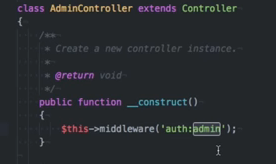 class AdminController extends Controller
{
    /**
     * Create a new controller instance.
     *
     * @return void
     */
    public function __construct()
    {
        $this->middleware('auth:admin');
    }